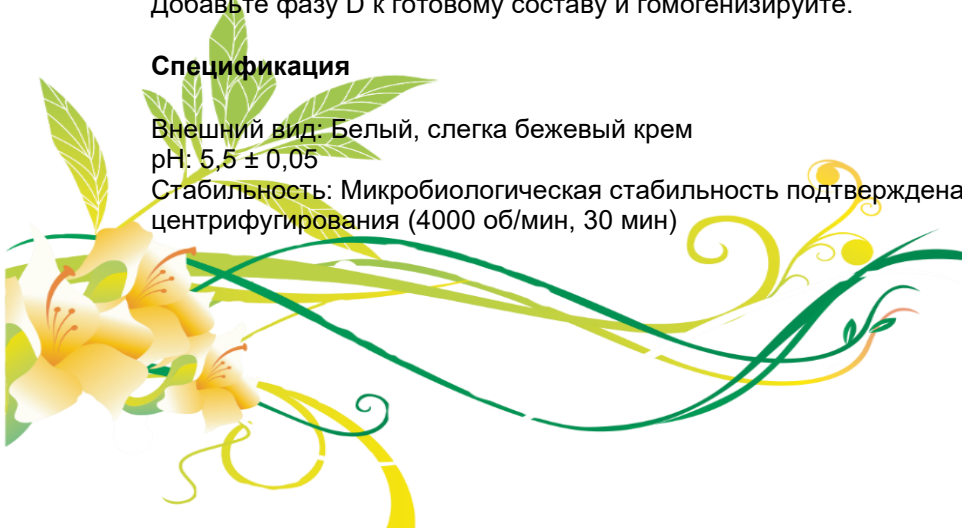 Добавьте фазу D к готовому составу и гомогенизируйте.
Спецификация
Внешний вид: Белый, слегка бежевый крем
pH: 5,5 ± 0,05
Стабильность: Микробиологическая стабильность подтверждена
центрифугирования (4000 об/мин, 30 мин)